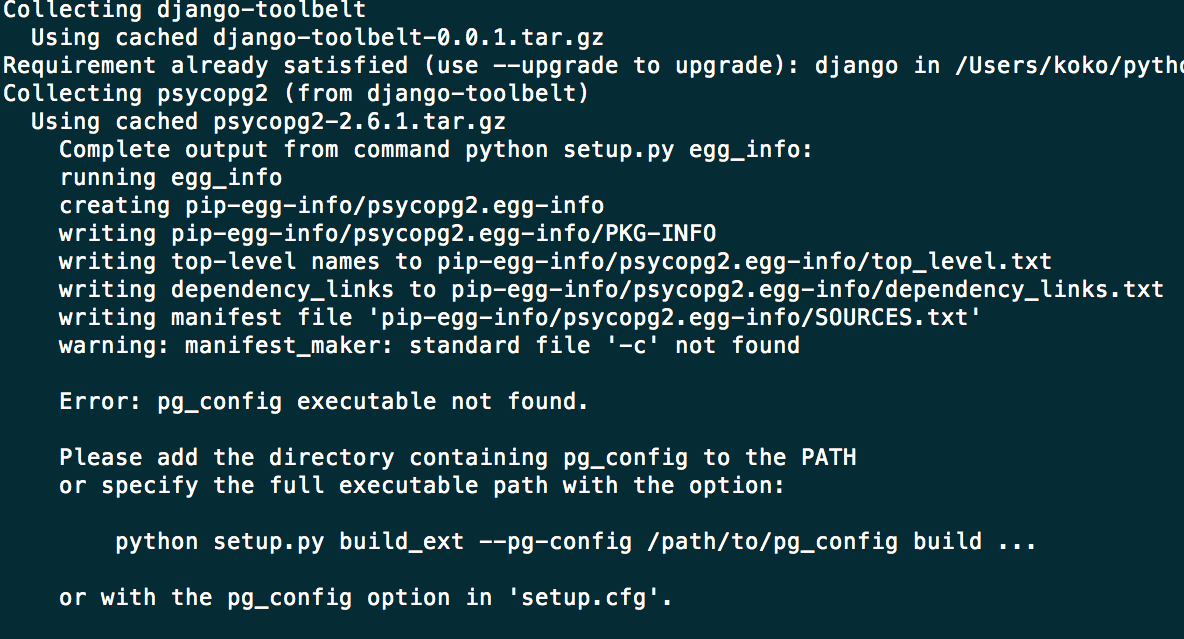 Collecting django-toolbelt
Using cached django-toolbelt-0.0.1.tar.gz
Requirement already satisfied (use --upgrade to upgrade): django in /Users/koko/pytho
Collecting psycopg2 (from django-toolbelt)
Using cached psycopg2-2.6.1.tar.gz
Complete output from command python setup.py egg_info:
running egg_info
creating pip-egg-info/psycopg2.egg-info
writing pip-egg-info/psycopg2.egg-info/PKG-INFO
writing top-level names to pip-egg-info/psycopg2.egg-info/top_level.txt
writing dependency_links to pip-egg-info/psycopg2.egg-info/dependency_links.txt
writing manifest file 'pip-egg-info/psycopg2.egg-info/SOURCES.txt'
warning: manifest_maker: standard file '-c' not found
Error: pg_config executable not found.
Please add the directory containing pg_config to the PATH
or specify the full executable path with the option:
python setup.py build_ext --pg-config /path/to/pg_config build ...
or with the pg_config option in 'setup.cfg'.